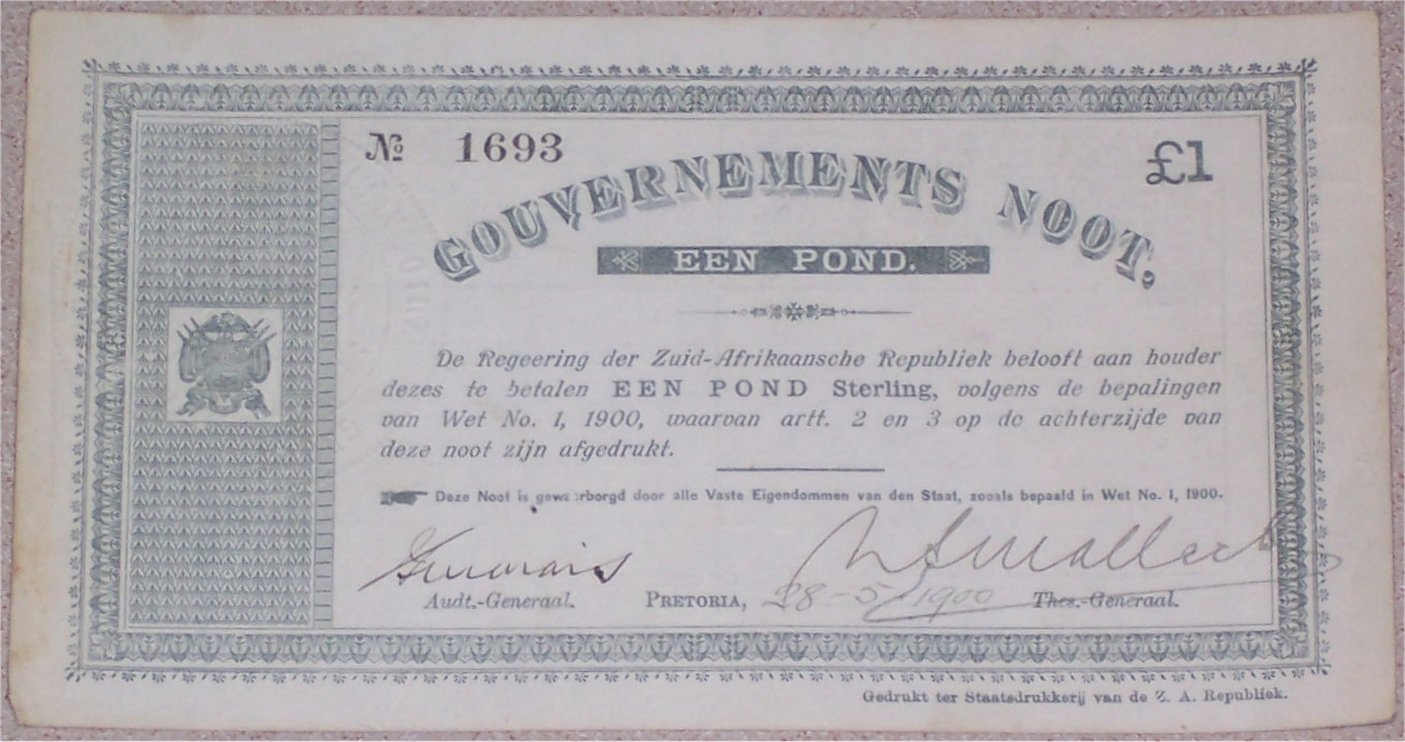 № 1693
£1
GOUVERNEMENTS NOOT,
EEN POND.
De Regeering der Zuid-Afrikaansche Republiek belooft aan houder
dezes te betalen EEN POND Sterling, volgens de bepalingen
van Wet No. 1, 1900, waarvan artt. 2 en 3 op de achterzijde van
deze noot zijn afgedrukt.
Deze Noot is gewaarborgd door alle Vaste Eigendommen van den Staat, zooals bepaald in Wet No. 1, 1900.
Audt.-Generaal. PRETORIA, 28-5-1900 Thes.-Generaal.
Gedrukt ter Staatsdrukkerij van de Z. A. Republiek.